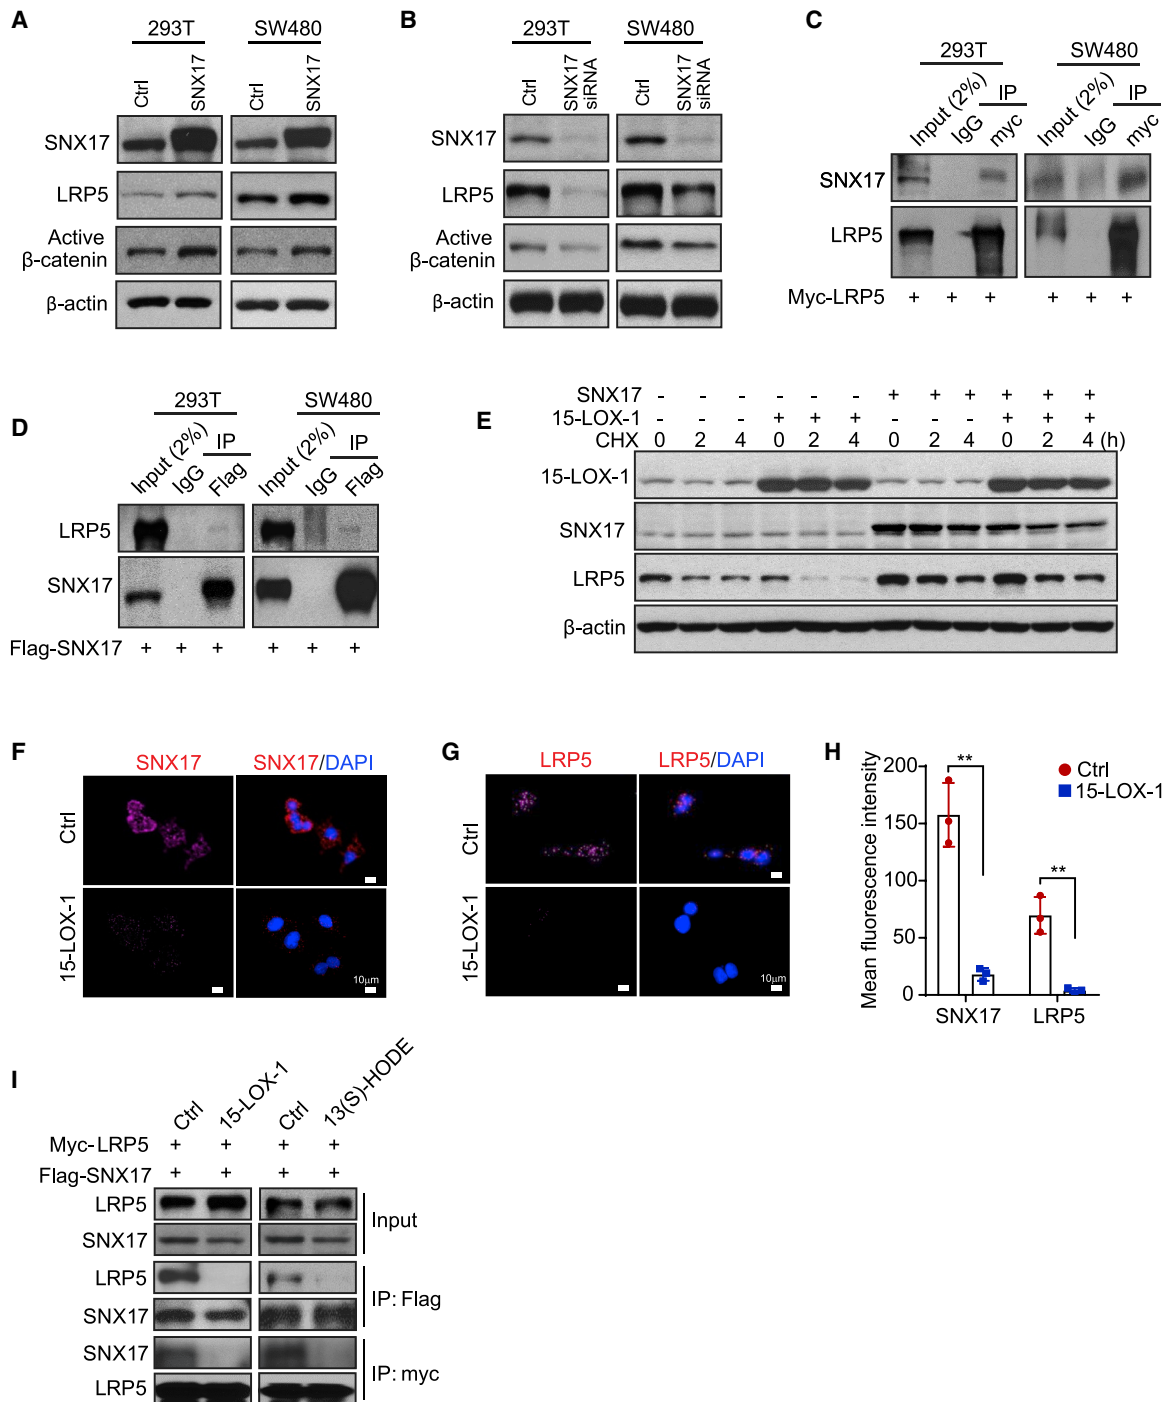 A
293T
SW480
Ctrl
SNX17
Ctrl
SNX17
SNX17
LRP5
Active
β-catenin
β-actin
B
293T
SW480
Ctrl
SNX17
siRNA
Ctrl
SNX17
siRNA
SNX17
LRP5
Active
β-catenin
β-actin
C
293T
SW480
IP
IP
Input (2%)
IgG
myc
Input (2%)
IgG
myc
SNX17
LRP5
Myc-LRP5 + + + + + +
D
293T
SW480
IP
IP
Input (2%)
IgG
Flag
Input (2%)
IgG
Flag
LRP5
SNX17
Flag-SNX17 + + + + + +
E
SNX17 - - - - - - + + + + + +
15-LOX-1 - - - + + + - - - + + +
CHX 0 2 4 0 2 4 0 2 4 0 2 4 (h)
15-LOX-1
SNX17
LRP5
β-actin
F
SNX17
SNX17/DAPI
Ctrl
15-LOX-1
10μm
G
LRP5
LRP5/DAPI
Ctrl
15-LOX-1
10μm
H
Mean fluorescence intensity
200
150
100
50
0
**
**
Ctrl
15-LOX-1
SNX17
LRP5
I
Ctrl
15-LOX-1
Ctrl
13(S)-HODE
Myc-LRP5 + + + +
Flag-SNX17 + + + +
LRP5
SNX17
Input
LRP5
SNX17
IP: Flag
SNX17
LRP5
IP: myc